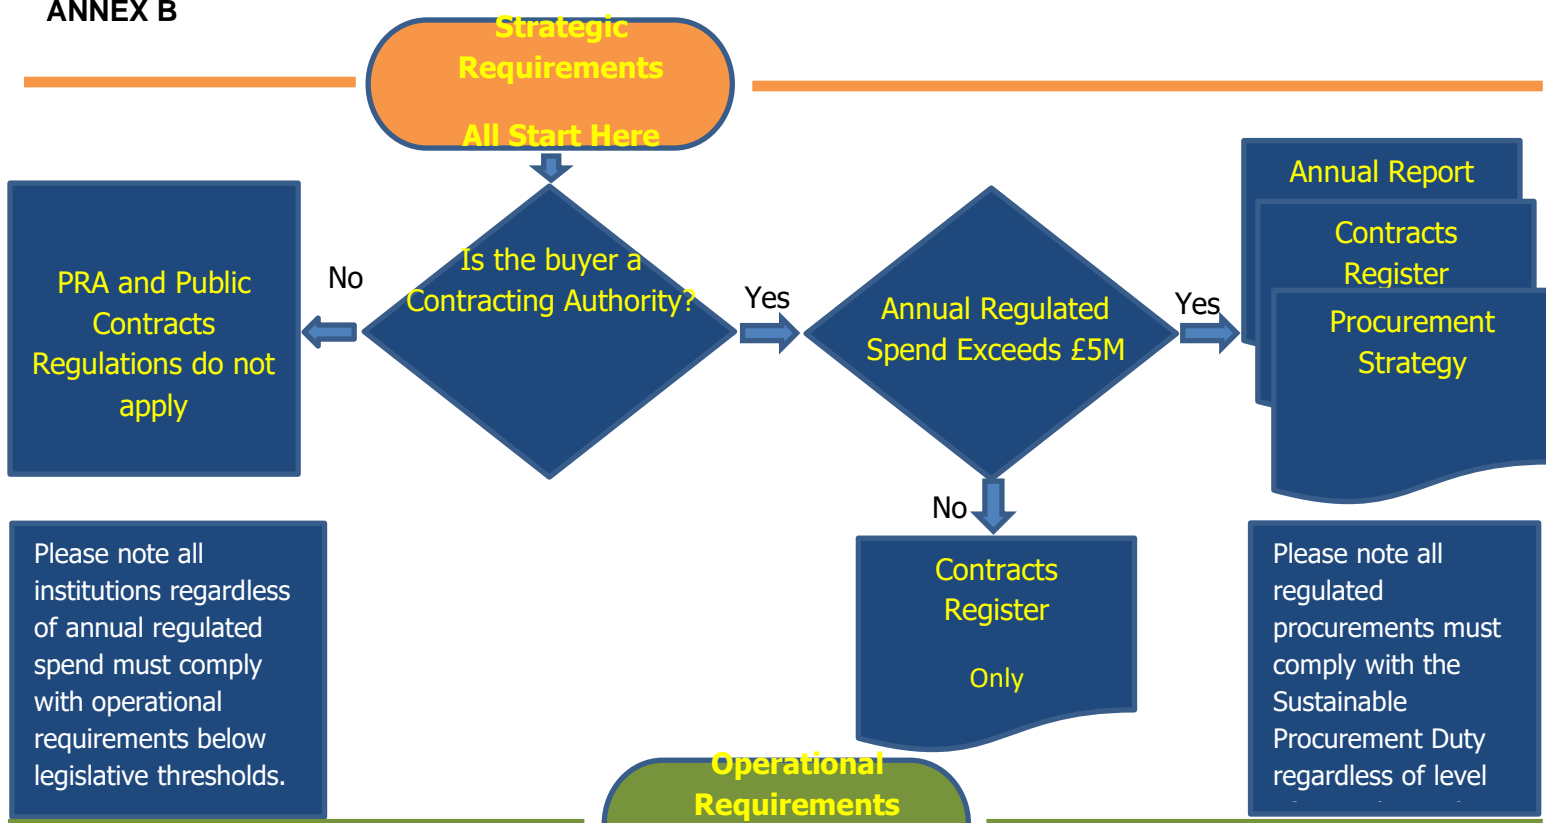 ANNEX B
Strategic
Requirements
All Start Here
PRA and Public
Contracts
Regulations do not
apply
No
Is the buyer a
Contracting Authority?
Yes
Annual Regulated
Spend Exceeds £5M
Yes
Annual Report
Contracts
Register
Procurement
Strategy
No
Contracts
Register
Only
Please note all
institutions regardless
of annual regulated
spend must comply
with operational
requirements below
legislative thresholds.
Please note all
regulated
procurements must
comply with the
Sustainable
Procurement Duty
regardless of level
Operational
Requirements